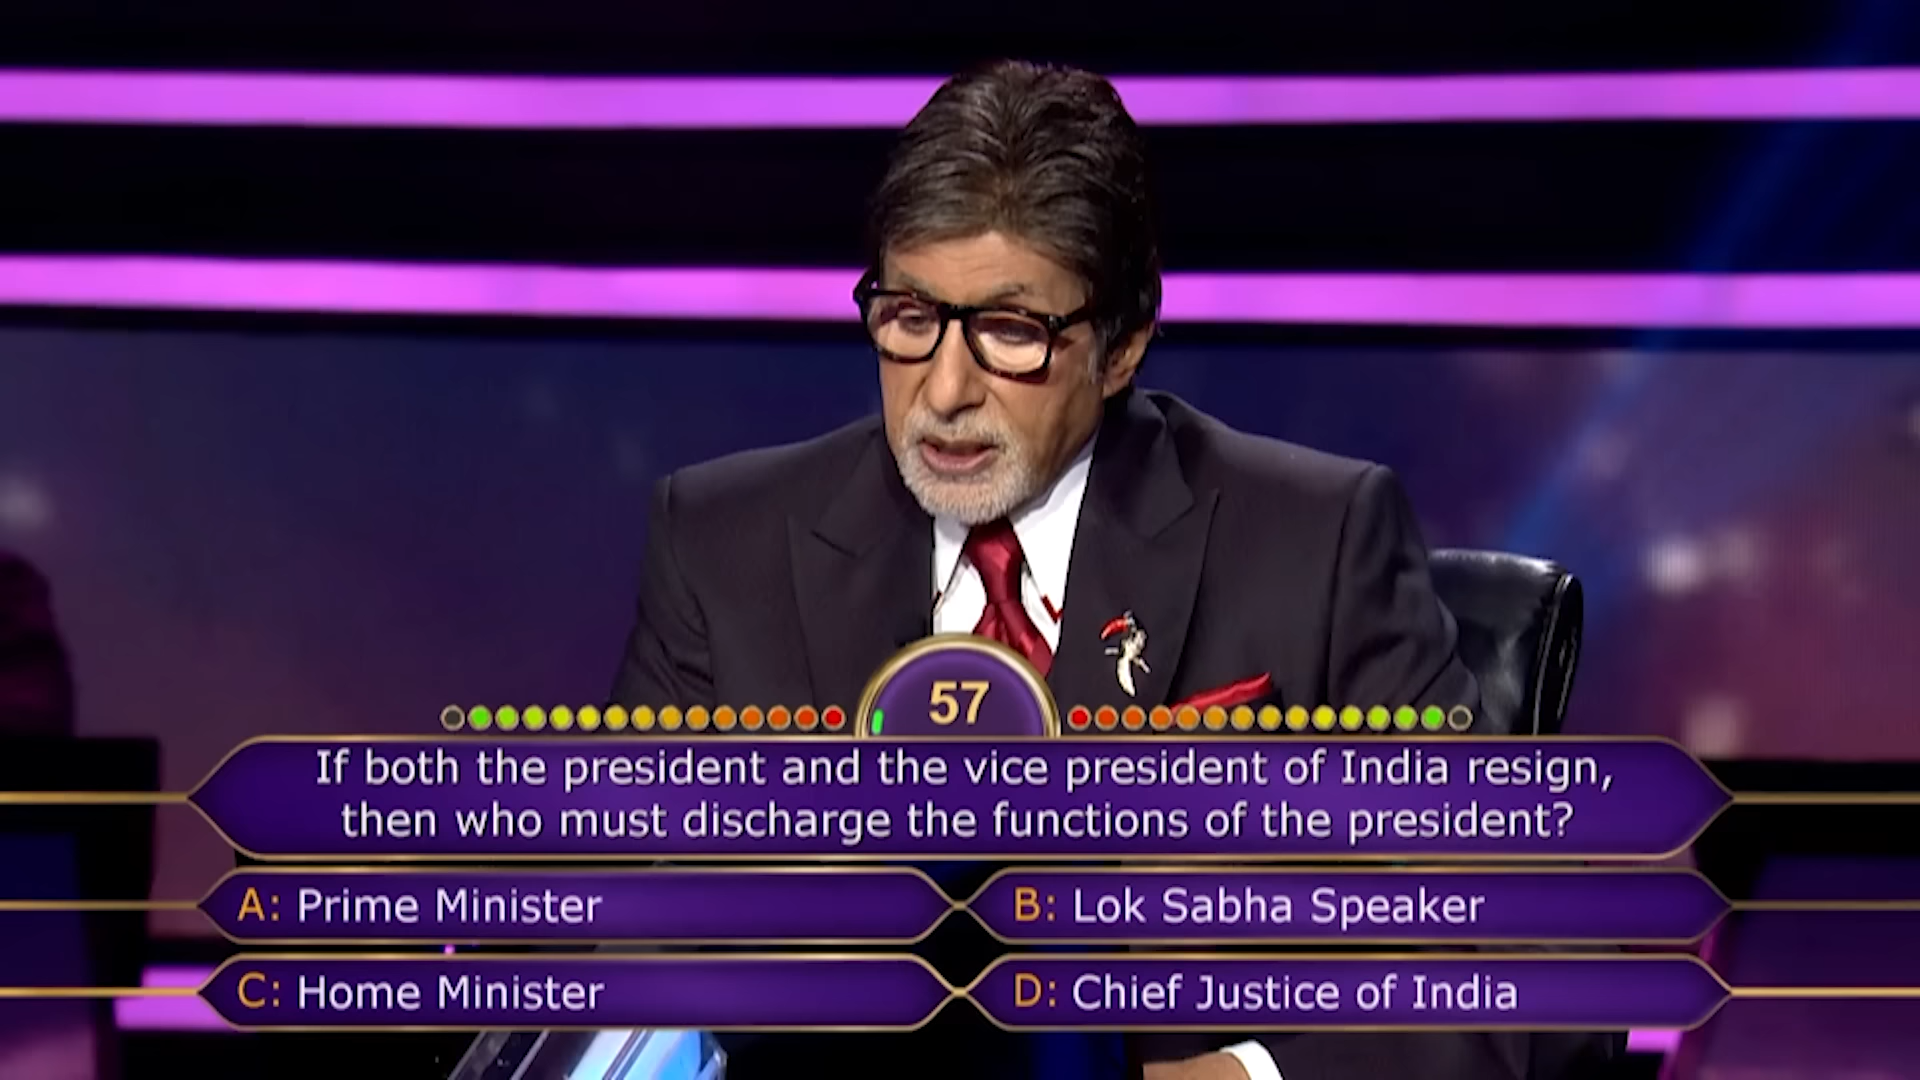 57
If both the president and the vice president of India resign,
then who must discharge the functions of the president?
A: Prime Minister
B: Lok Sabha Speaker
C: Home Minister
D: Chief Justice of India